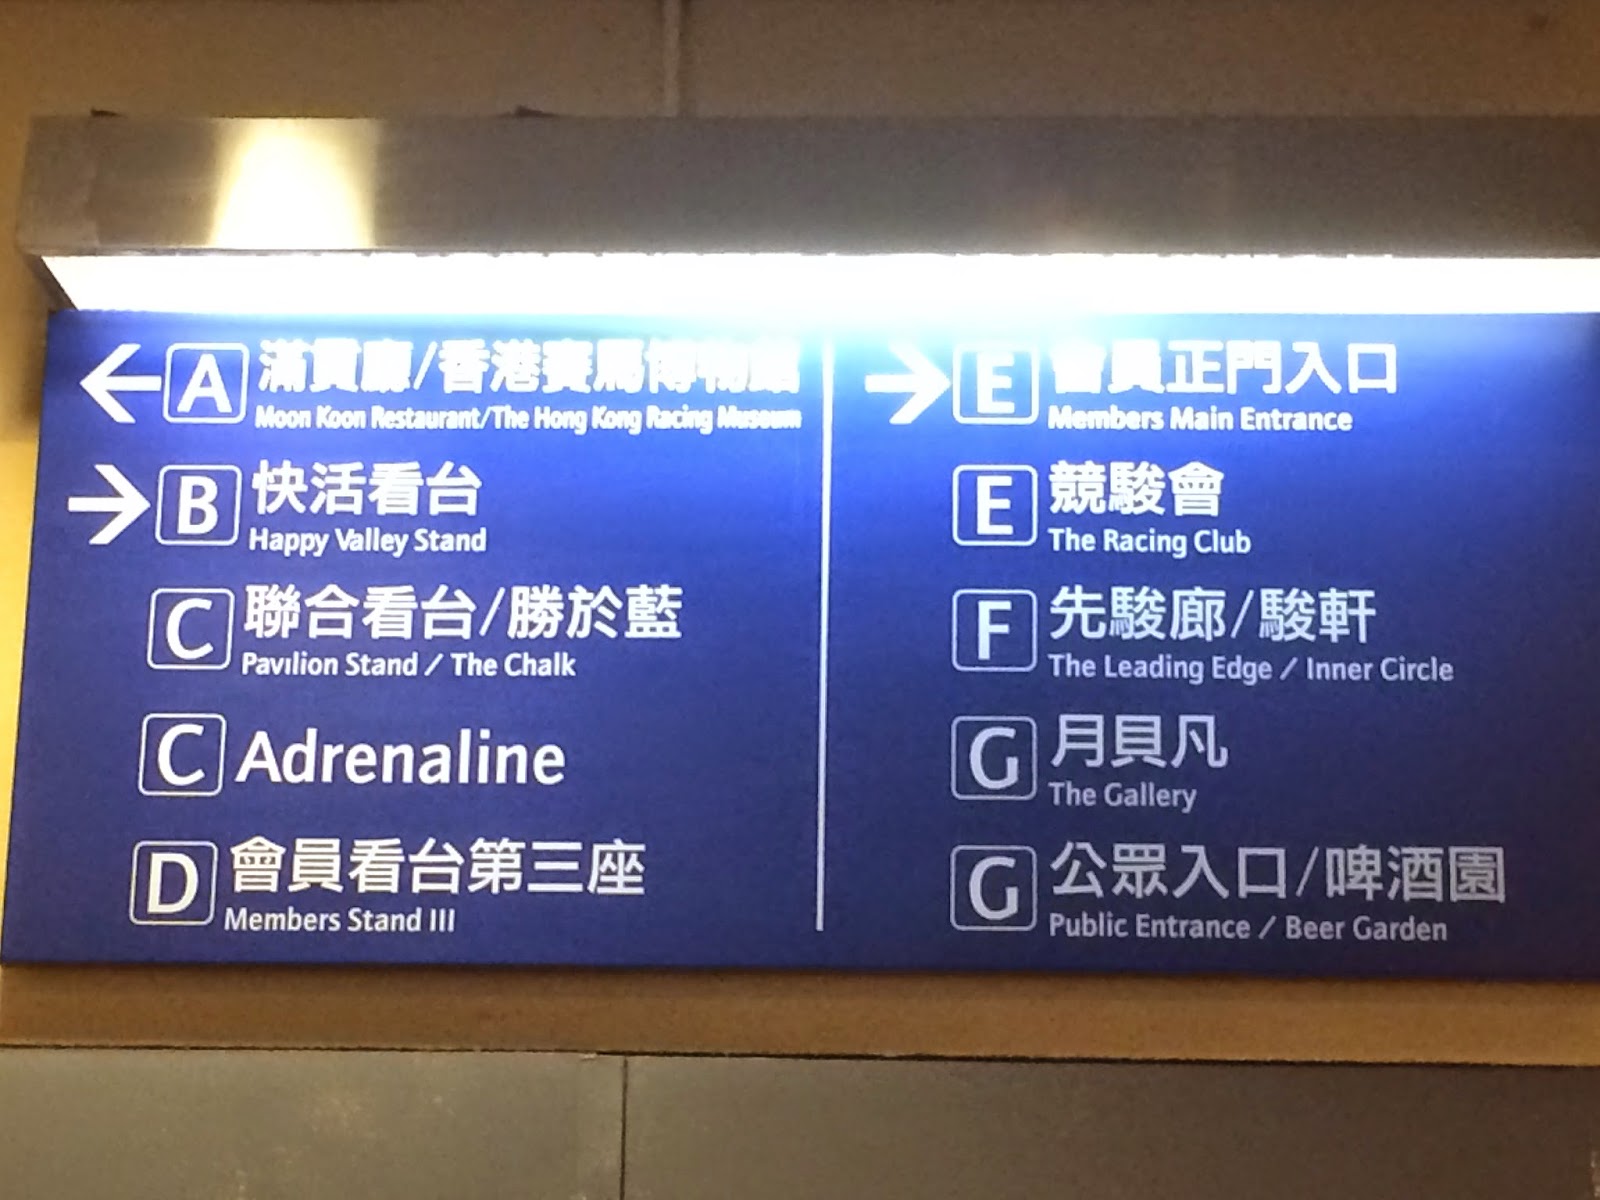 ← A 滿貫廳/香港賽馬博物館
Moon Koon Restaurant/The Hong Kong Racing Museum
→ B 快活看台
Happy Valley Stand
C 聯合看台/勝於藍
Pavilion Stand / The Chalk
C Adrenaline
D 會員看台第三座
Members Stand III
→ E 會員正門入口
Members Main Entrance
E 競駿會
The Racing Club
F 先駿廊/駿軒
The Leading Edge / Inner Circle
G 月貝凡
The Gallery
G 公眾入口/啤酒園
Public Entrance / Beer Garden